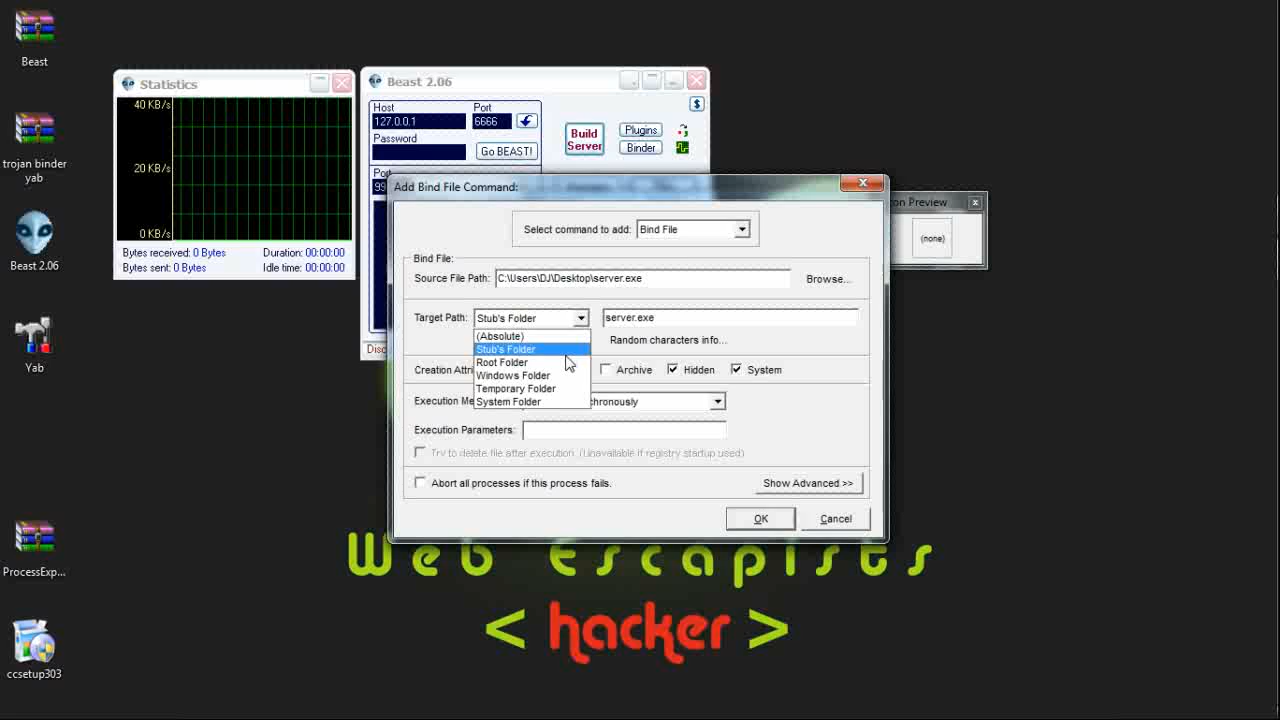 Beast
trojan binder
yab
Beast 2.06
Yab
ProcessExp...
ccsetup303
Statistics
40 KB/s
20 KB/s
0 KB/s
Bytes received: 0 Bytes
Duration: 00:00:00
Bytes sent: 0 Bytes
Idle time: 00:00:00
Beast 2.06
Host
Port
127.0.0.1
6666
Password
Go BEAST!
Build
Server
Plugins
Binder
$
Add Bind File Command:
Select command to add:
Bind File
Bind File:
Source File Path:
C:\Users\DJ\Desktop\server.exe
Browse...
Target Path:
Stub's Folder
server.exe
(Absolute)
Stub's Folder
Root Folder
Windows Folder
Temporary Folder
System Folder
Random characters info...
Creation
Archive
Hidden
System
Execution
Execution Parameters:
Try to delete file after execution. (Unavailable if registry startup used)
Abort all processes if this process fails.
Show Advanced >>
OK
Cancel
Preview
(none)
Web Escapists
< hacker >